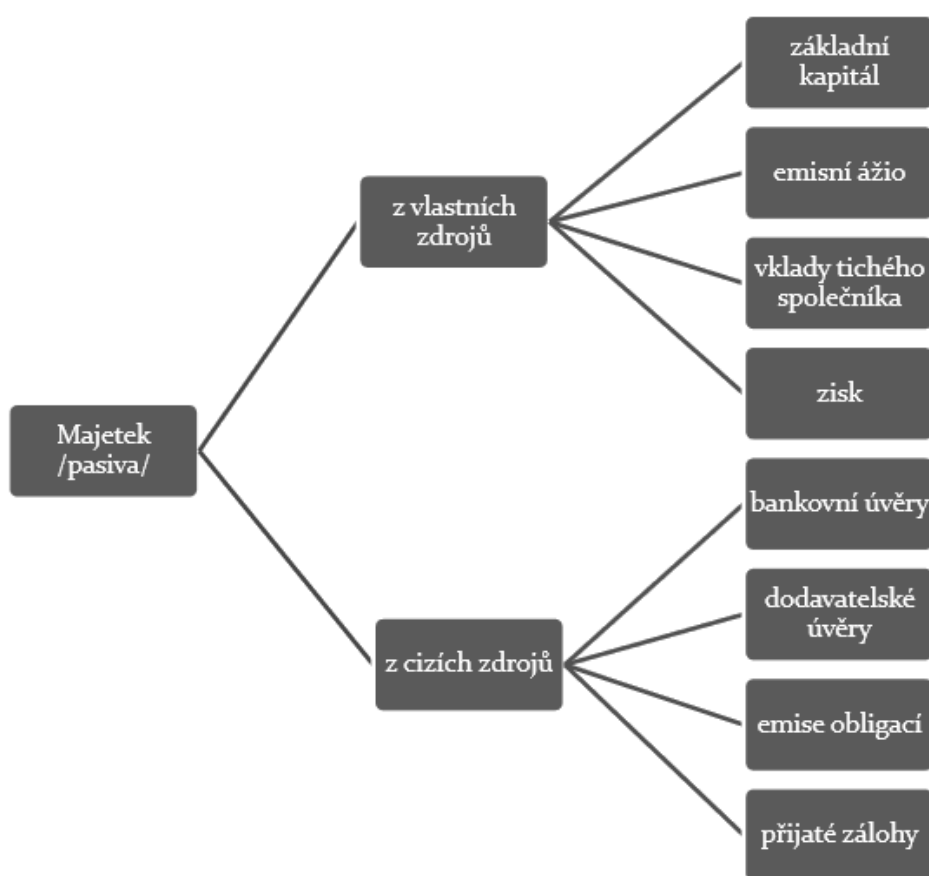 Majetek
/pasiva/
z vlastních
zdrojů
základní
kapitál
emisní ážio
vklady tichého
společníka
zisk
z cizích zdrojů
bankovní úvěry
dodavatelské
úvěry
emise obligací
přijaté zálohy